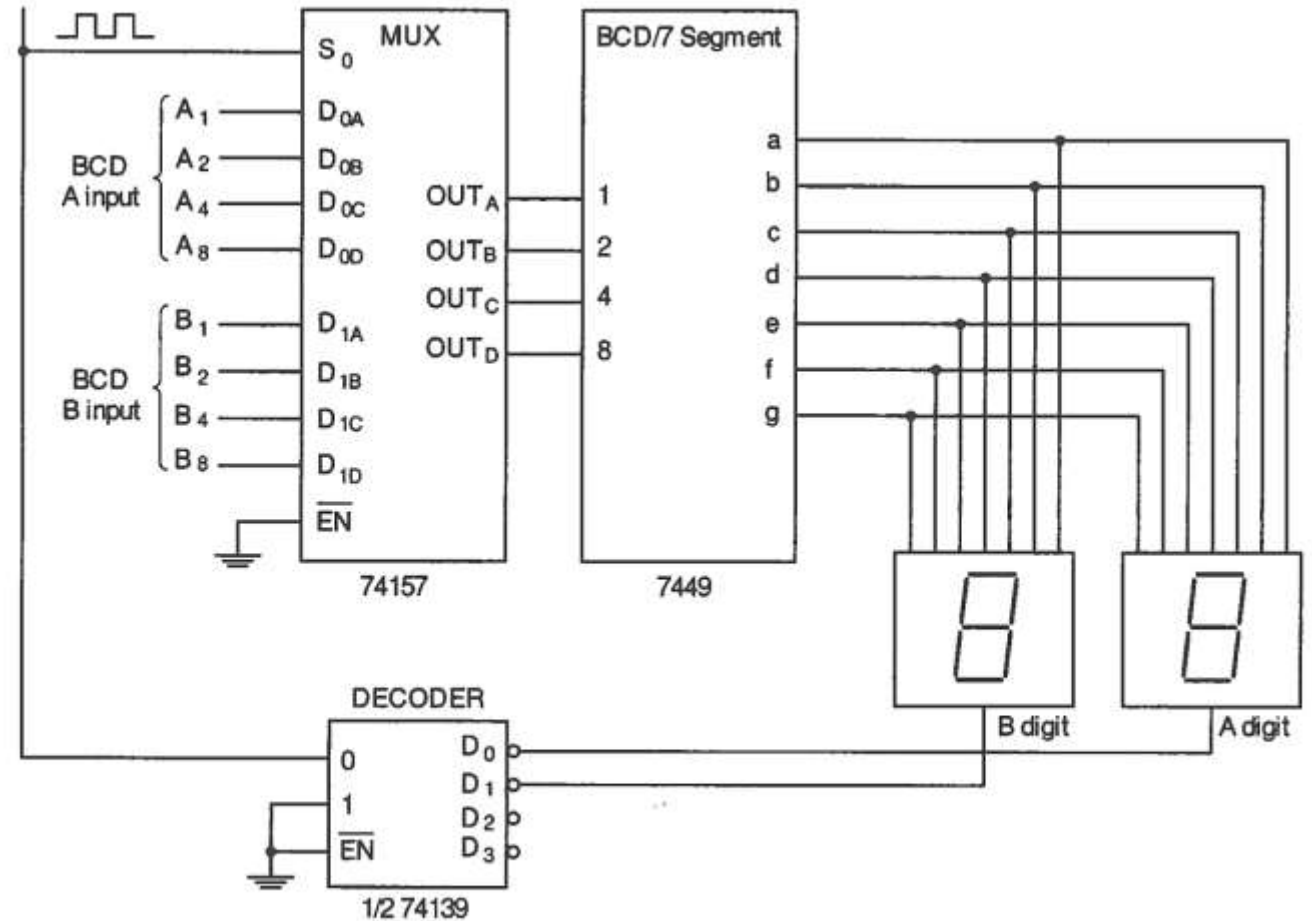 MUX
S0
BCD
A input
A1
A2
A4
A8
D0A
D0B
D0C
D0D
BCD
B input
B1
B2
B4
B8
D1A
D1B
D1C
D1D
EN
OUTA
OUTB
OUTC
OUTD
74157
BCD/7 Segment
1
2
4
8
a
b
c
d
e
f
g
7449
B digit
A digit
DECODER
0
1
EN
D0
D1
D2
D3
1/2 74139